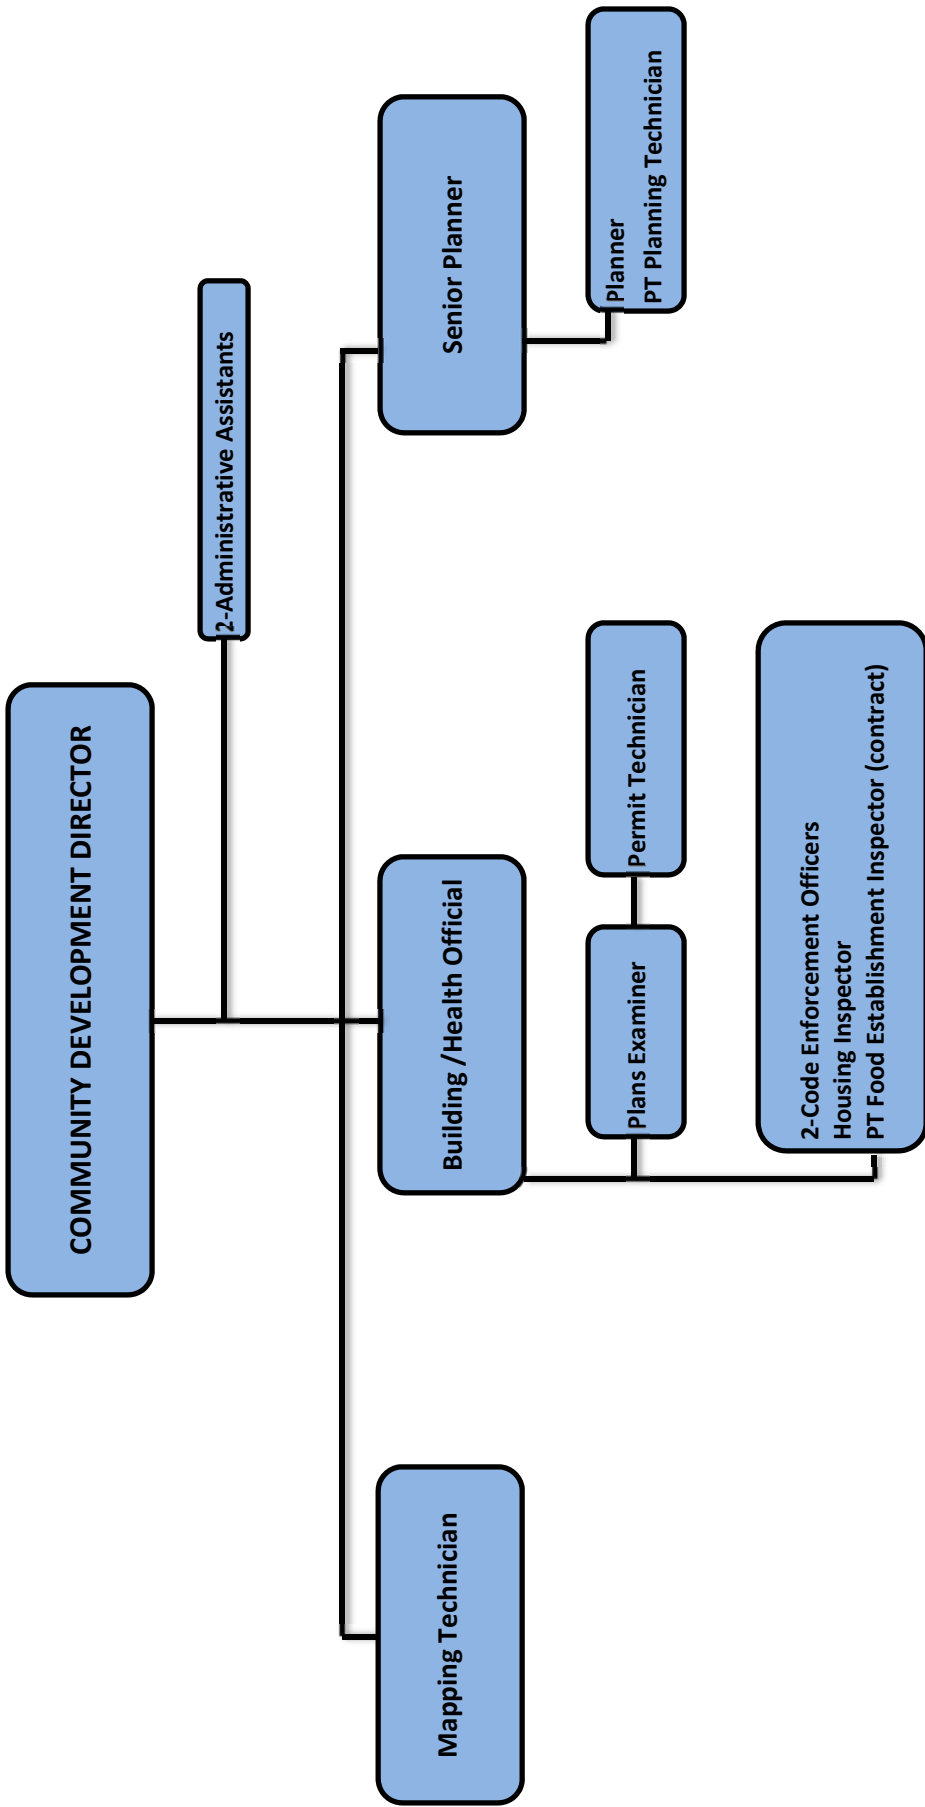 COMMUNITY DEVELOPMENT DIRECTOR
2-Administrative Assistants
Mapping Technician
Building /Health Official
Senior Planner
Plans Examiner
Permit Technician
Planner
PT Planning Technician
2-Code Enforcement Officers
Housing Inspector
PT Food Establishment Inspector (contract)